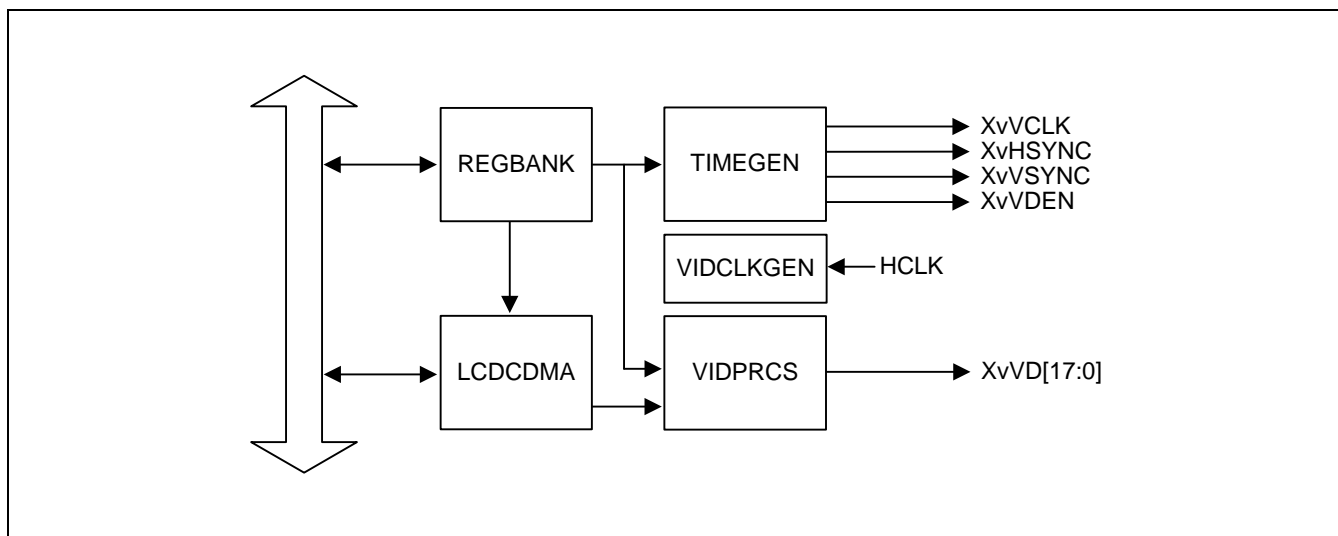 REGBANK
TIMEGEN
XvVCLK
XvHSYNC
XvVSYNC
XvVDEN
VIDCLKGEN
HCLK
LCDCDMA
VIDPRCS
XvVD[17:0]